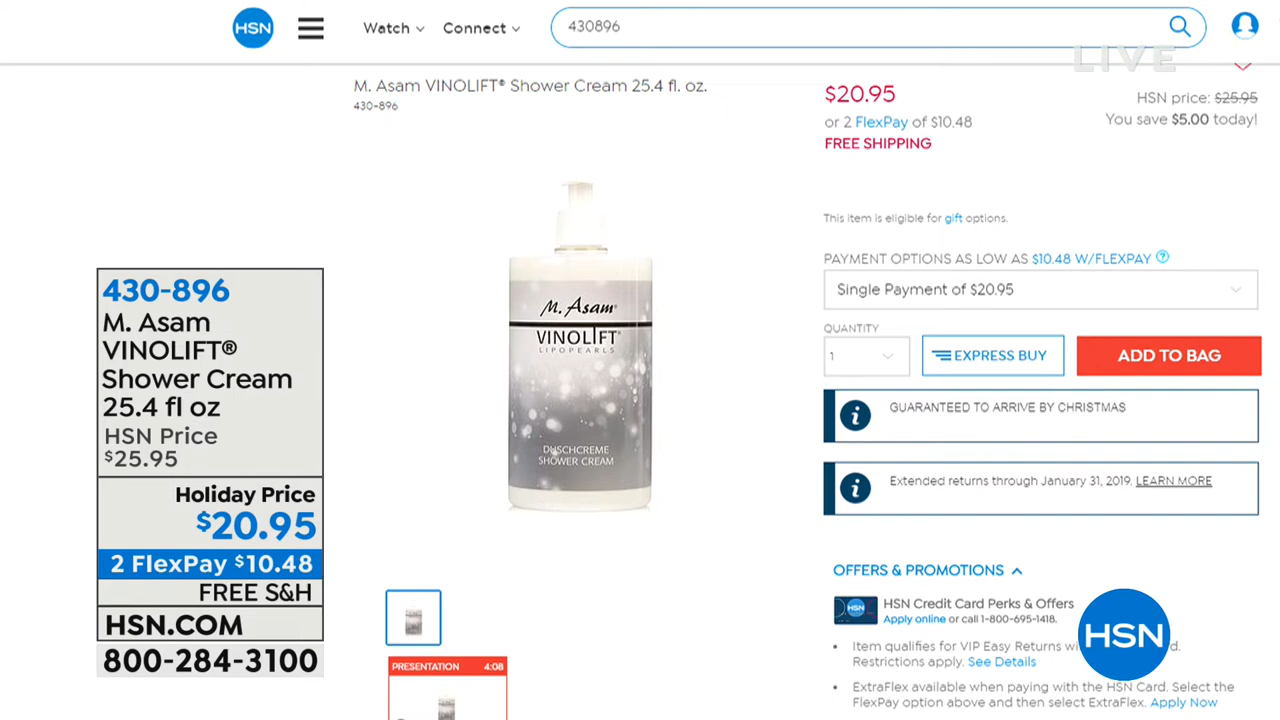 HSN
Watch
Connect
430896
LIVE
M. Asam VINOLIFT® Shower Cream 25.4 fl. oz.
430-896
$20.95
HSN price: $25.95
or 2 FlexPay of $10.48
You save $5.00 today!
FREE SHIPPING
This item is eligible for gift options.
PAYMENT OPTIONS AS LOW AS $10.48 W/FLEXPAY ?
Single Payment of $20.95
QUANTITY
1
EXPRESS BUY
ADD TO BAG
i
GUARANTEED TO ARRIVE BY CHRISTMAS
i
Extended returns through January 31, 2019. LEARN MORE
OFFERS & PROMOTIONS
HSN
HSN Credit Card Perks & Offers
Apply online or call 1-800-695-1418.
• Item qualifies for VIP Easy Returns
Restrictions apply. See Details
• ExtraFlex available when paying with the HSN Card. Select the
FlexPay option above and then select ExtraFlex. Apply Now
HSN
M. Asam®
VINOLIFT®
LIPOPEARLS
DUSCHCREME
SHOWER CREAM
PRESENTATION 4:08
430-896
M. Asam
VINOLIFT®
Shower Cream
25.4 fl oz
HSN Price
$25.95
Holiday Price
$20.95
2 FlexPay $10.48
FREE S&H
HSN.COM
800-284-3100